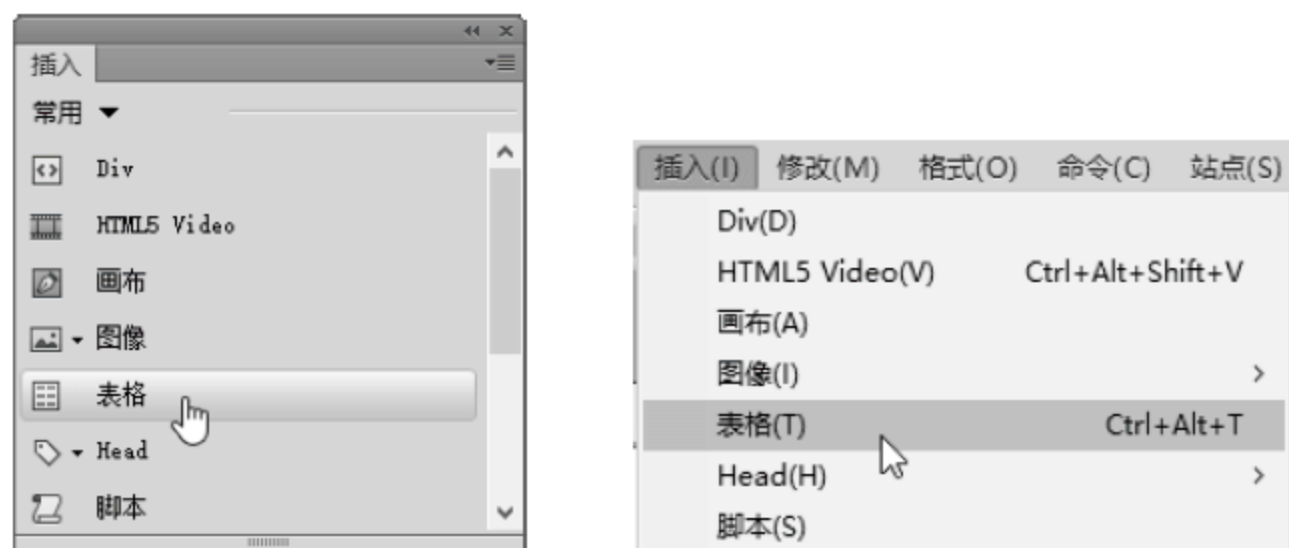 插入
常用
Div
HTML5 Video
画布
图像
表格
Head
脚本
插入(I) 修改(M) 格式(O) 命令(C) 站点(S)
Div(D)
HTML5 Video(V) Ctrl+Alt+Shift+V
画布(A)
图像(I)
表格(T) Ctrl+Alt+T
Head(H)
脚本(S)